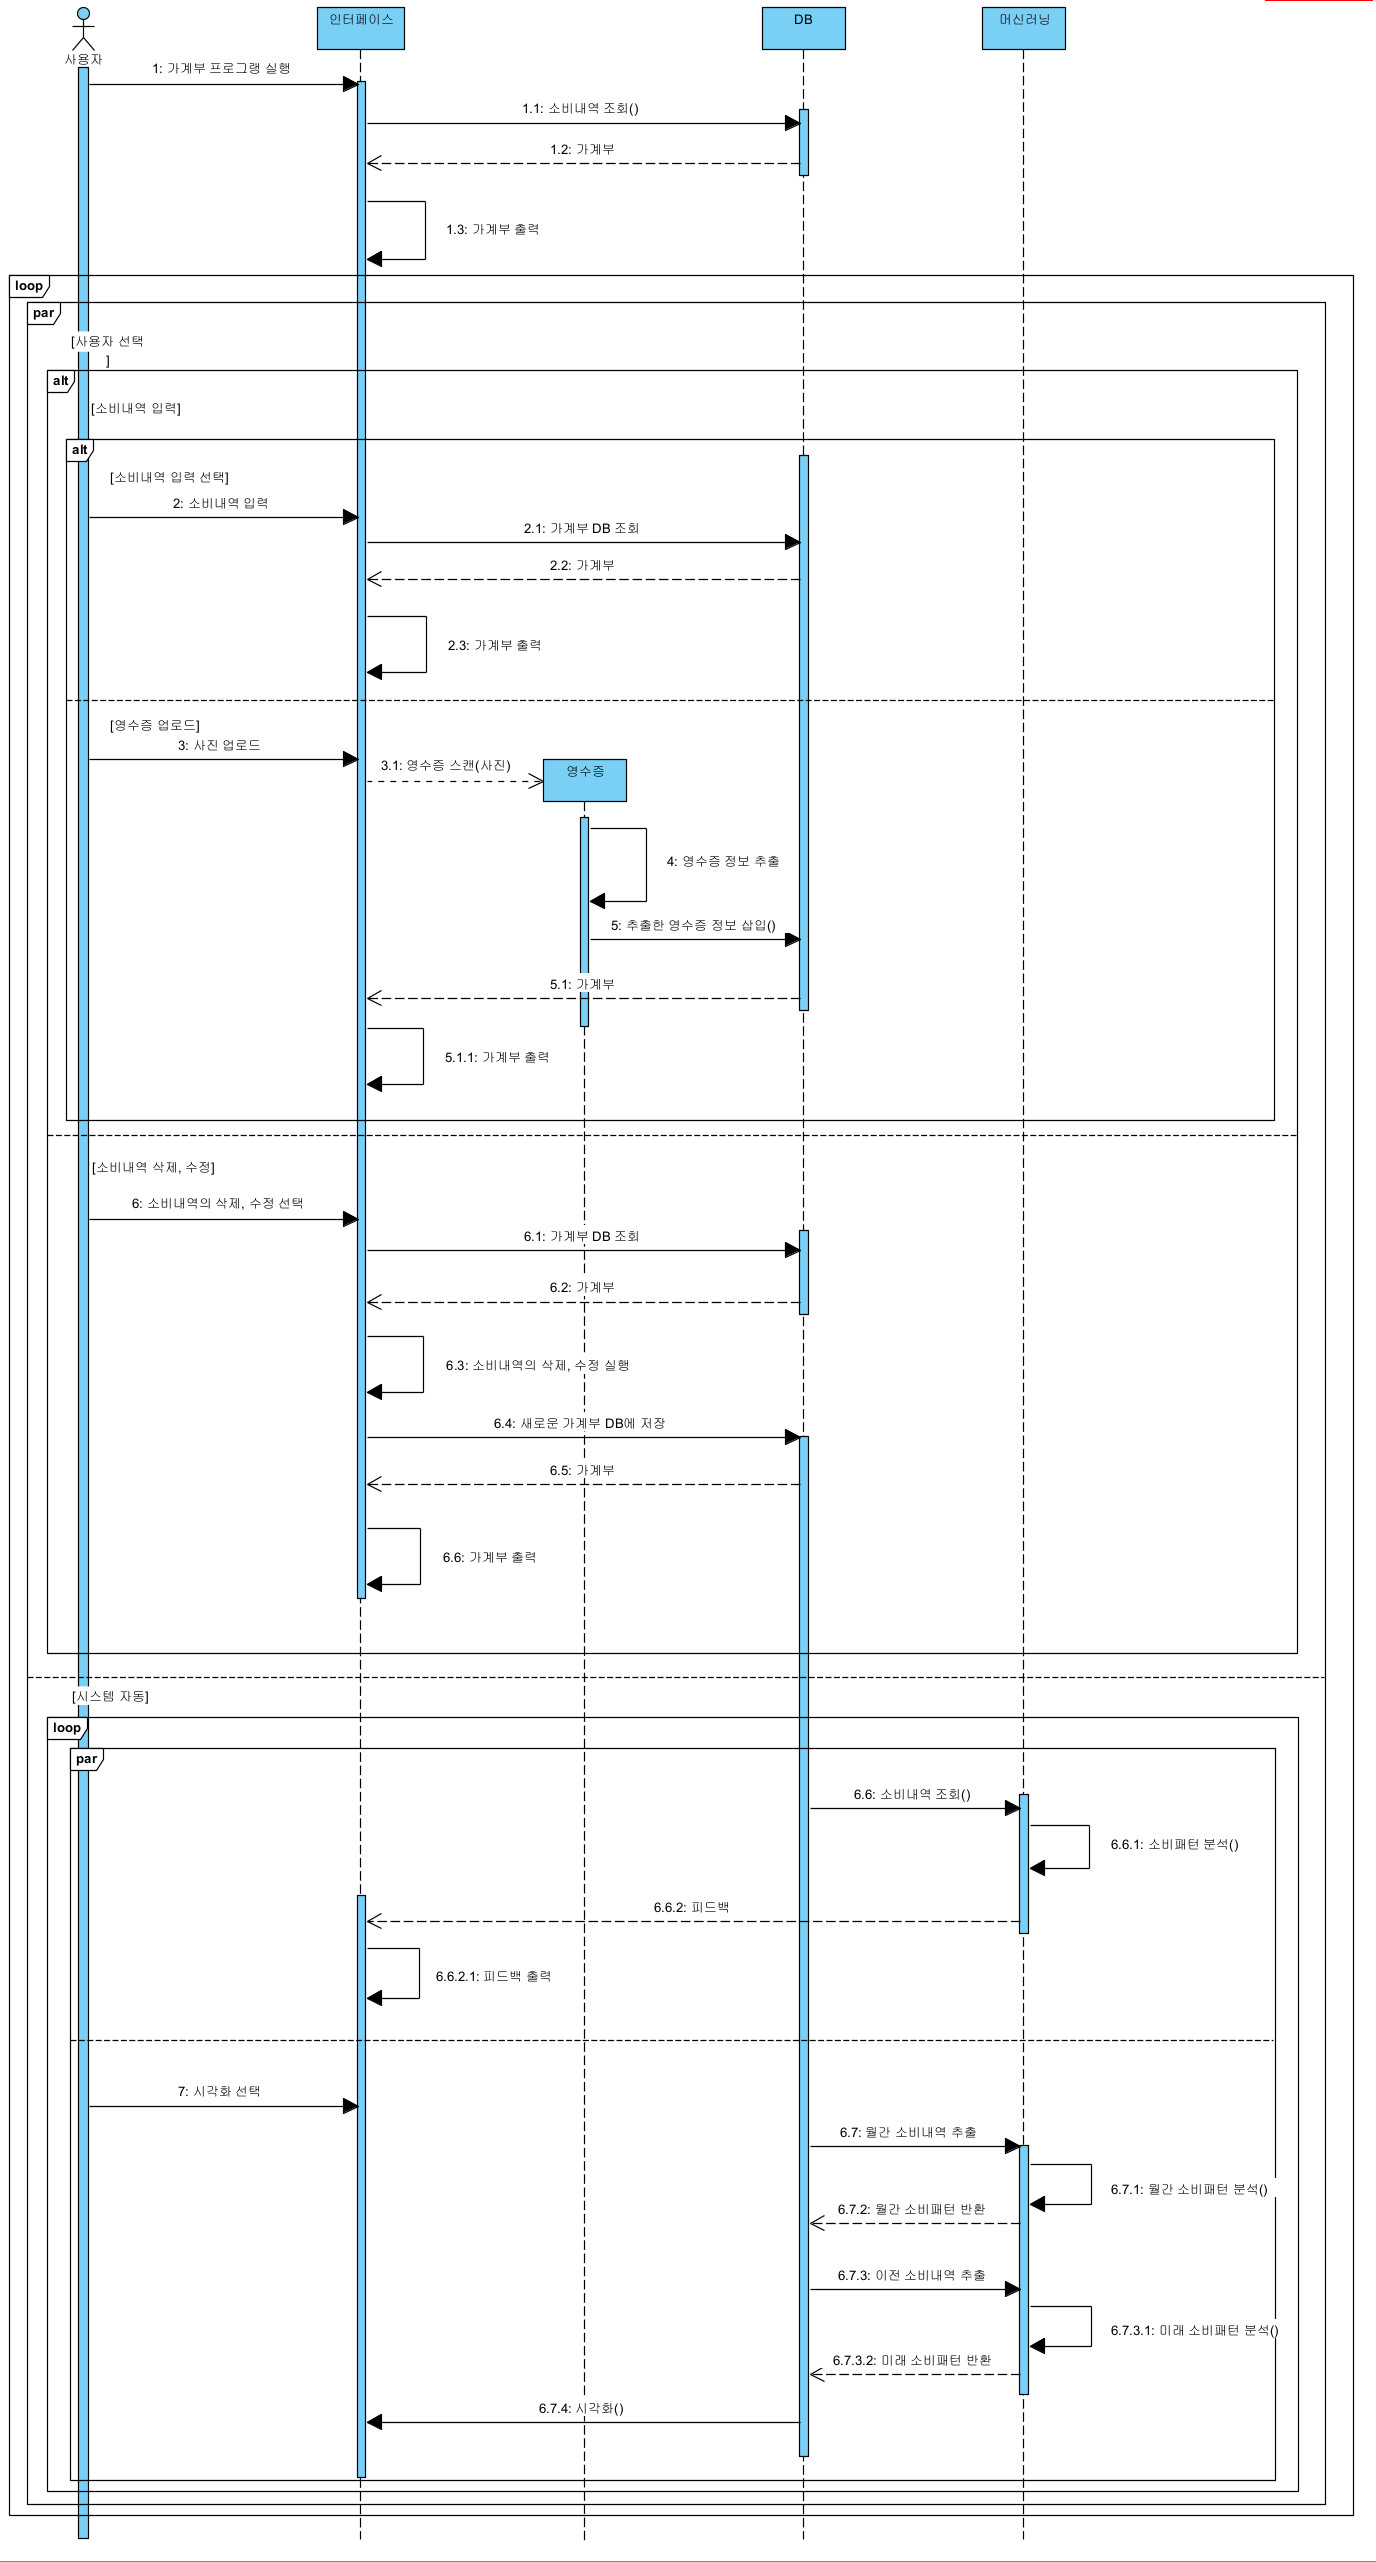 인터페이스
DB
머신러닝
사용자
1: 가계부 프로그램 실행
1.1: 소비내역 조회()
1.2: 가계부
1.3: 가계부 출력
loop
par
[사용자 선택
]
alt
[소비내역 입력]
alt
[소비내역 입력 선택]
2: 소비내역 입력
2.1: 가계부 DB 조회
2.2: 가계부
2.3: 가계부 출력
[영수증 업로드]
3: 사진 업로드
3.1: 영수증 스캔(사진)
영수증
4: 영수증 정보 추출
5: 추출한 영수증 정보 삽입()
5.1: 가계부
5.1.1: 가계부 출력
[소비내역 삭제, 수정]
6: 소비내역의 삭제, 수정 선택
6.1: 가계부 DB 조회
6.2: 가계부
6.3: 소비내역의 삭제, 수정 실행
6.4: 새로운 가계부 DB에 저장
6.5: 가계부
6.6: 가계부 출력
[시스템 자동]
loop
par
6.6: 소비내역 조회()
6.6.1: 소비패턴 분석()
6.6.2: 피드백
6.6.2.1: 피드백 출력
7: 시각화 선택
6.7: 월간 소비내역 추출
6.7.1: 월간 소비패턴 분석()
6.7.2: 월간 소비패턴 반환
6.7.3: 이전 소비내역 추출
6.7.3.1: 미래 소비패턴 분석()
6.7.3.2: 미래 소비패턴 반환
6.7.4: 시각화()